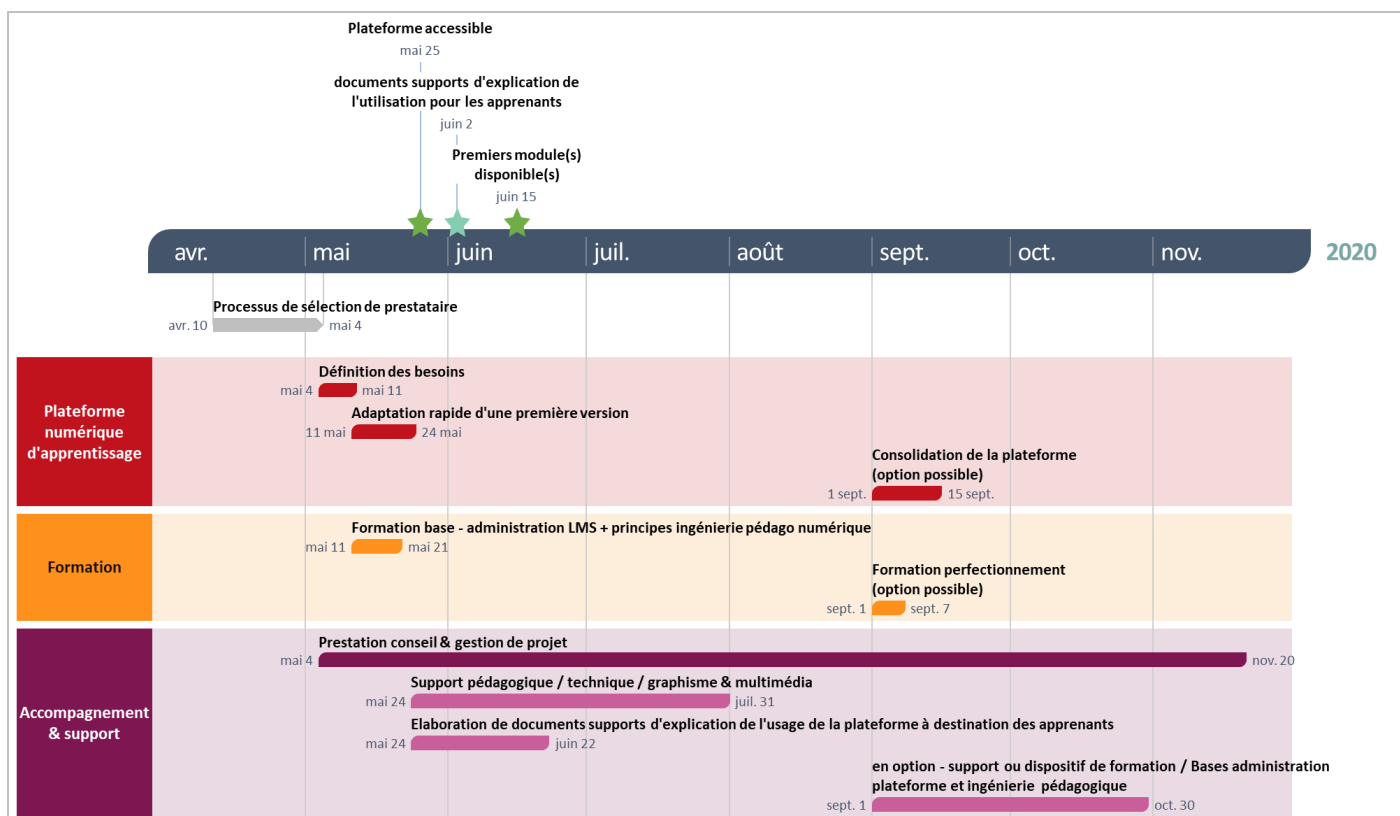 Plateforme accessible
mai 25
documents supports d'explication de
l'utilisation pour les apprenants
juin 2
Premiers module(s)
disponible(s)
juin 15
avr.
mai
juin
juil.
août
sept.
oct.
nov.
2020
Processus de sélection de prestataire
avr. 10
mai 4
Plateforme
numérique
d'apprentissage
Définition des besoins
mai 4
mai 11
Adaptation rapide d'une première version
11 mai
24 mai
Consolidation de la plateforme
(option possible)
1 sept.
15 sept.
Formation
Formation base - administration LMS + principes ingénierie pédago numérique
mai 11
mai 21
Formation perfectionnement
(option possible)
sept. 1
sept. 7
Accompagnement
& support
Prestation conseil & gestion de projet
mai 4
nov. 20
Support pédagogique / technique / graphisme & multimédia
mai 24
juil. 31
Elaboration de documents supports d'explication de l'usage de la plateforme à destination des apprenants
mai 24
juin 22
en option - support ou dispositif de formation / Bases administration
plateforme et ingénierie pédagogique
sept. 1
oct. 30